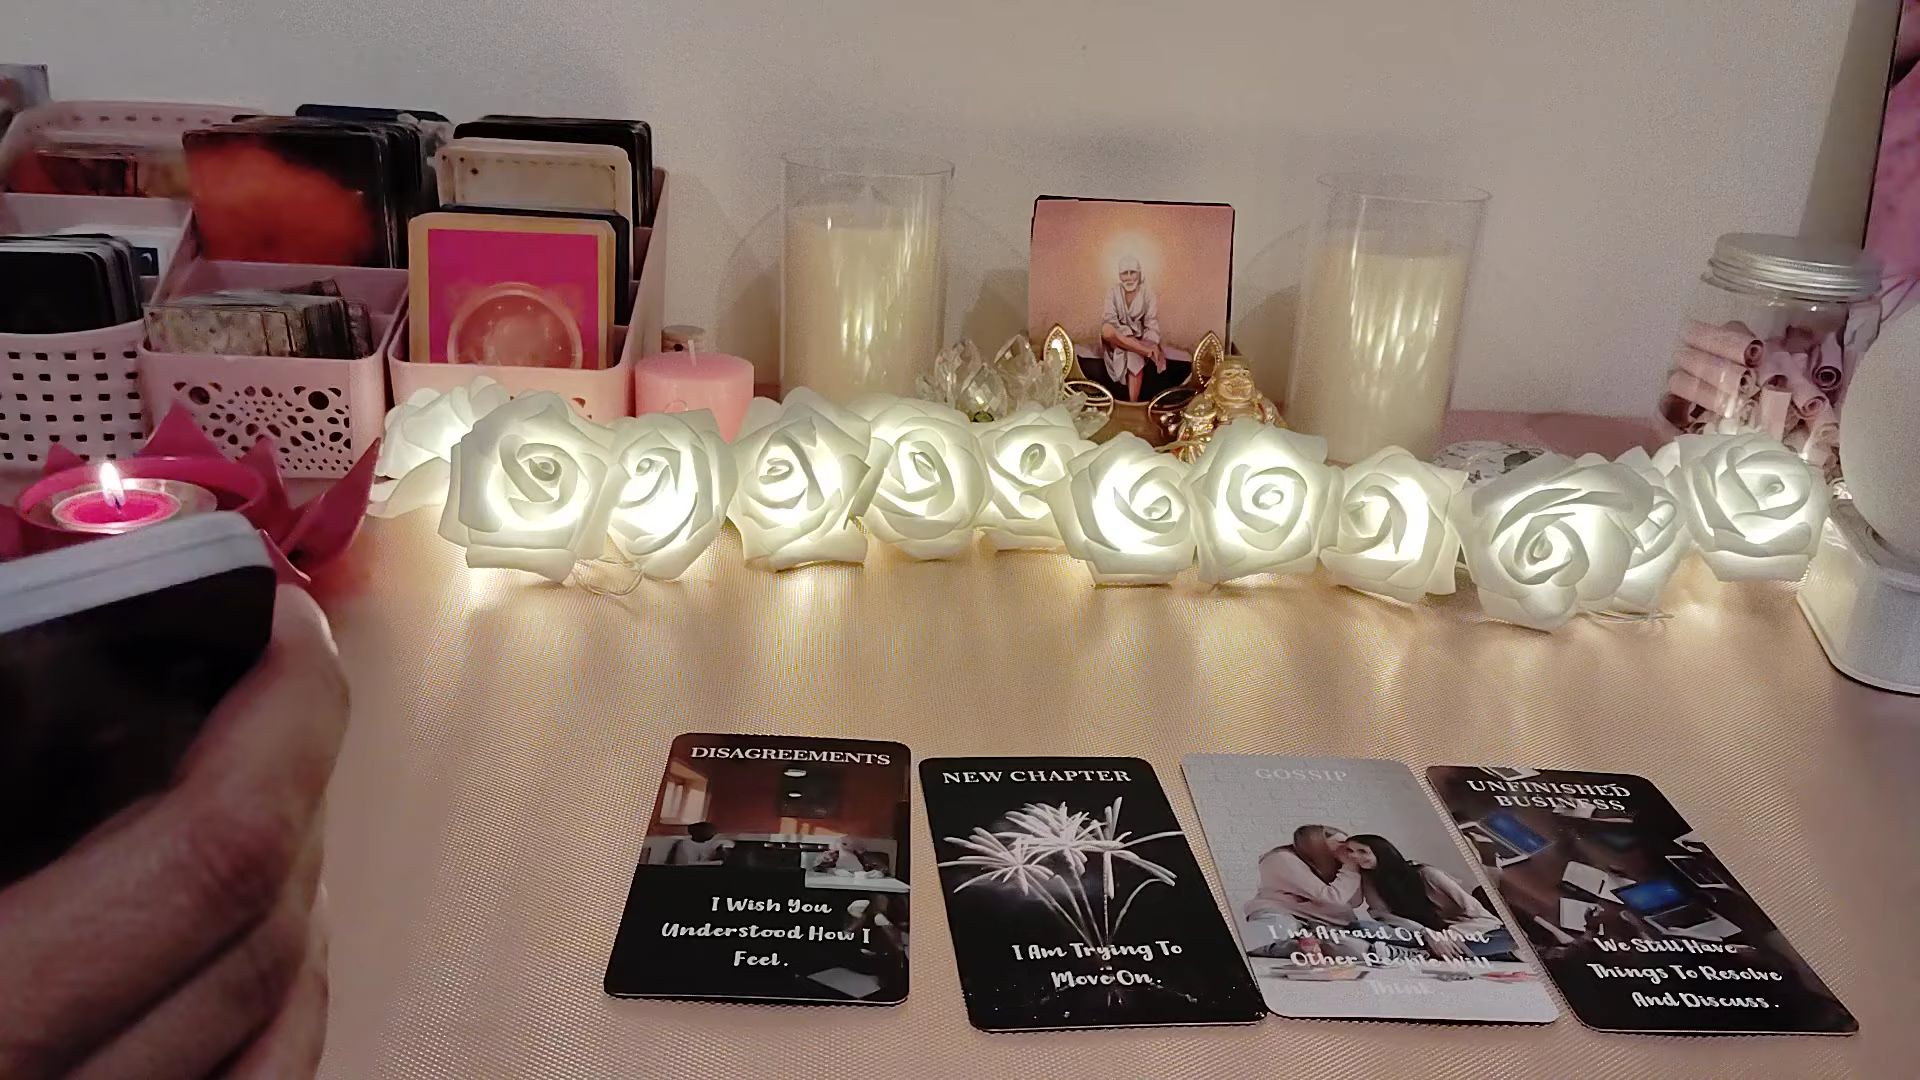 DISAGREEMENTS
I Wish You
Understood How I
Feel.
NEW CHAPTER
I Am Trying To
Move On.
GOSSIP
I'm Afraid Of What
Other People Will
Think
UNFINISHED
BUSINESS
We Still Have
Things To Resolve
And Discuss.